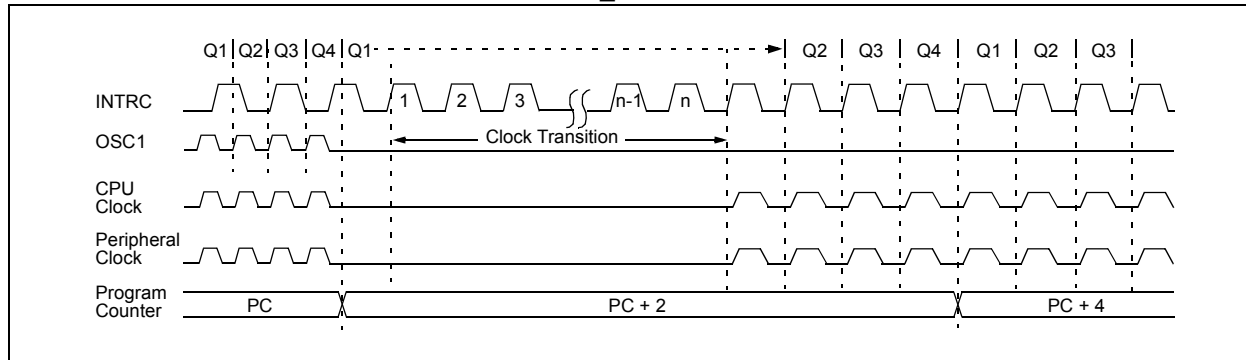 Q1 Q2 Q3 Q4 Q1 Q2 Q3 Q4 Q1 Q2 Q3
INTRC
1 2 3 n-1 n
OSC1
Clock Transition
CPU
Clock
Peripheral
Clock
Program
Counter
PC PC + 2 PC + 4